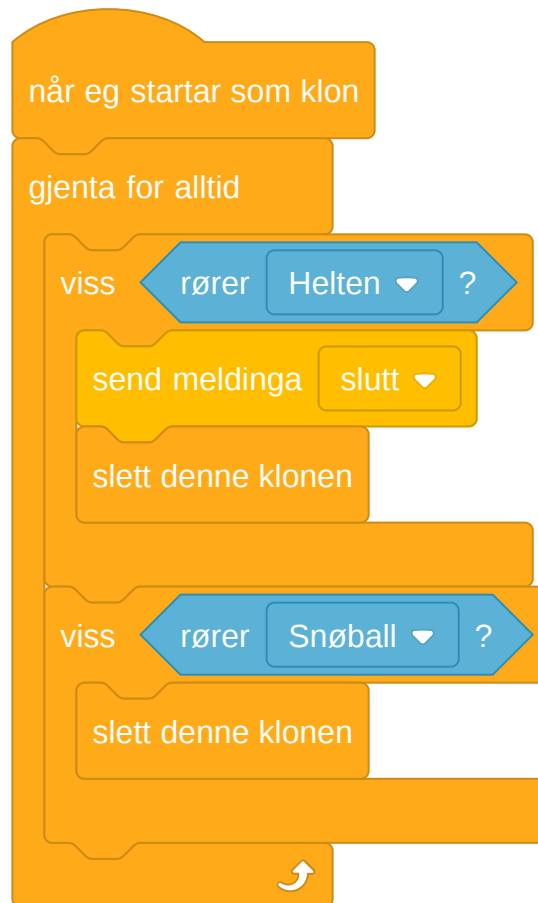 når eg startar som klon
gjenta for alltid
viss rører Helten ?
send meldinga slutt
slett denne klonen
viss rører Snøball ?
slett denne klonen